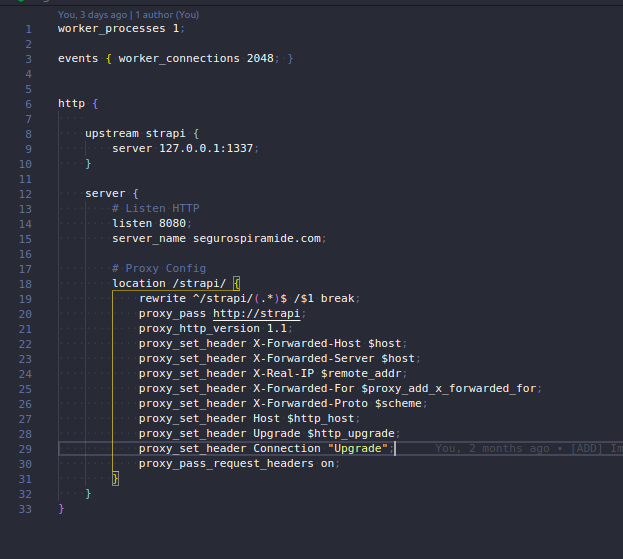 You, 3 days ago | 1 author (You)
1 worker_processes 1;
2
3 events { worker_connections 2048; }
4
5
6 http {
7
8 upstream strapi {
9 server 127.0.0.1:1337;
10 }
11
12 server {
13 # Listen HTTP
14 listen 8080;
15 server_name segurospiramide.com;
16
17 # Proxy Config
18 location /strapi/ {
19 rewrite ^/strapi/(.*)$ /$1 break;
20 proxy_pass http://strapi;
21 proxy_http_version 1.1;
22 proxy_set_header X-Forwarded-Host $host;
23 proxy_set_header X-Forwarded-Server $host;
24 proxy_set_header X-Real-IP $remote_addr;
25 proxy_set_header X-Forwarded-For $proxy_add_x_forwarded_for;
26 proxy_set_header X-Forwarded-Proto $scheme;
27 proxy_set_header Host $http_host;
28 proxy_set_header Upgrade $http_upgrade;
29 proxy_set_header Connection "Upgrade"; You, 2 months ago • [ADD] Im
30 proxy_pass_request_headers on;
31 }
32 }
33 }